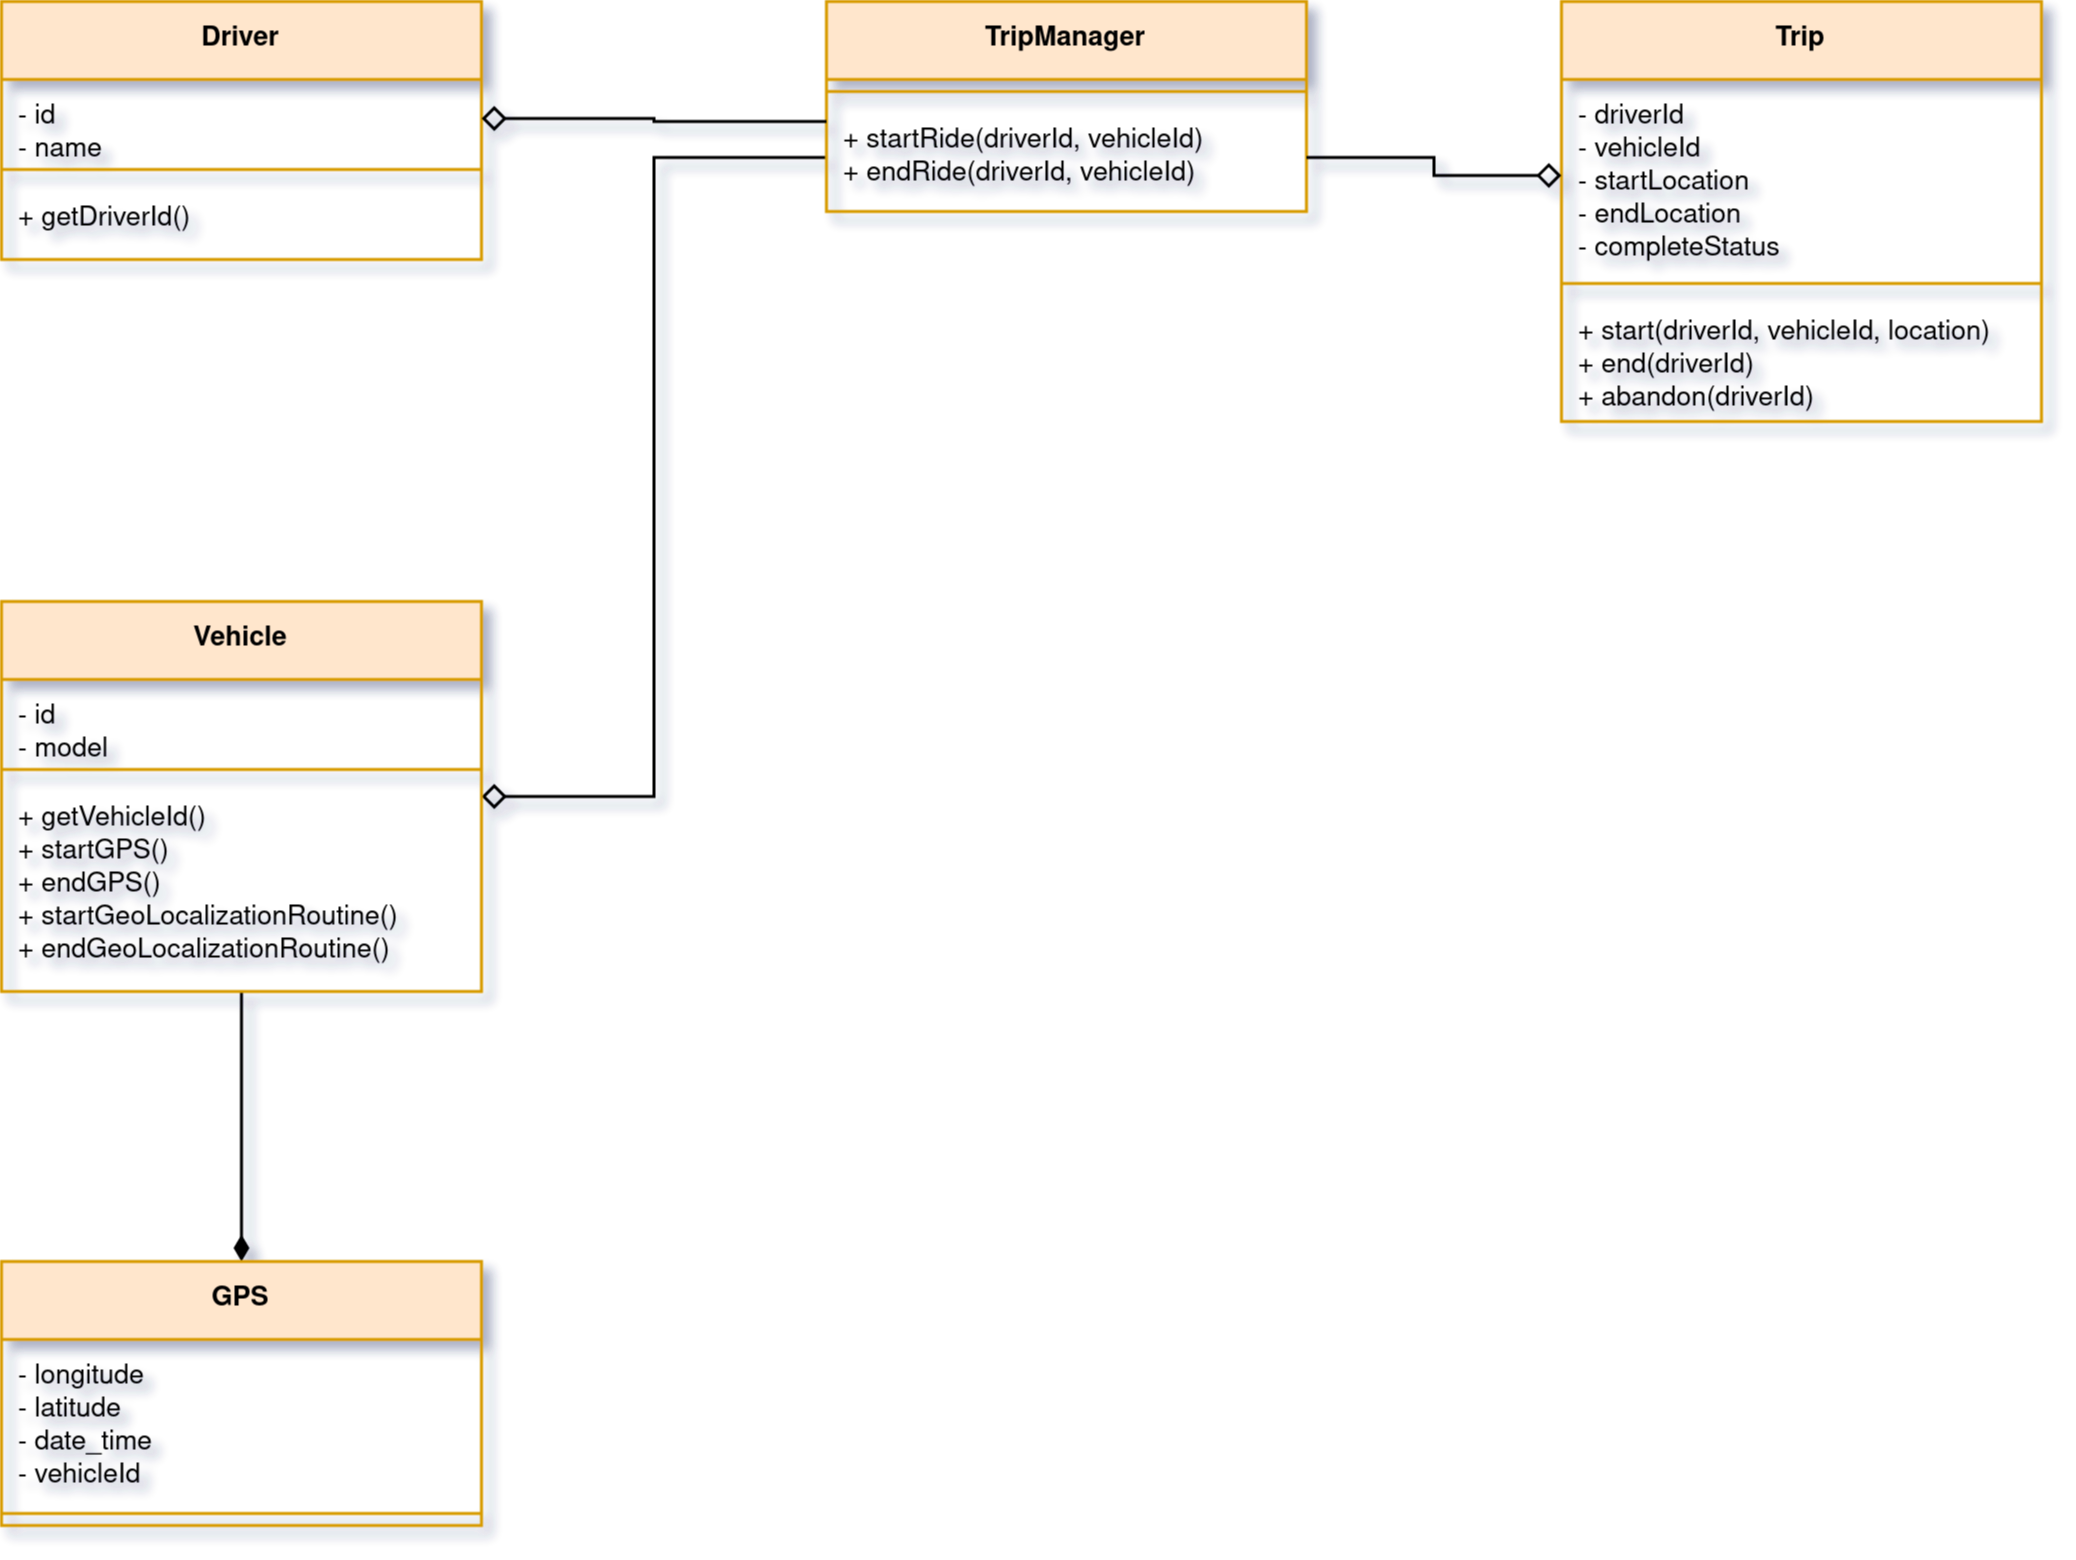 Driver
- id
- name
+ getDriverId()
TripManager
+ startRide(driverId, vehicleId)
+ endRide(driverId, vehicleId)
Trip
- driverId
- vehicleId
- startLocation
- endLocation
- completeStatus
+ start(driverId, vehicleId, location)
+ end(driverId)
+ abandon(driverId)
Vehicle
- id
- model
+ getVehicleId()
+ startGPS()
+ endGPS()
+ startGeoLocalizationRoutine()
+ endGeoLocalizationRoutine()
GPS
- longitude
- latitude
- date_time
- vehicleId